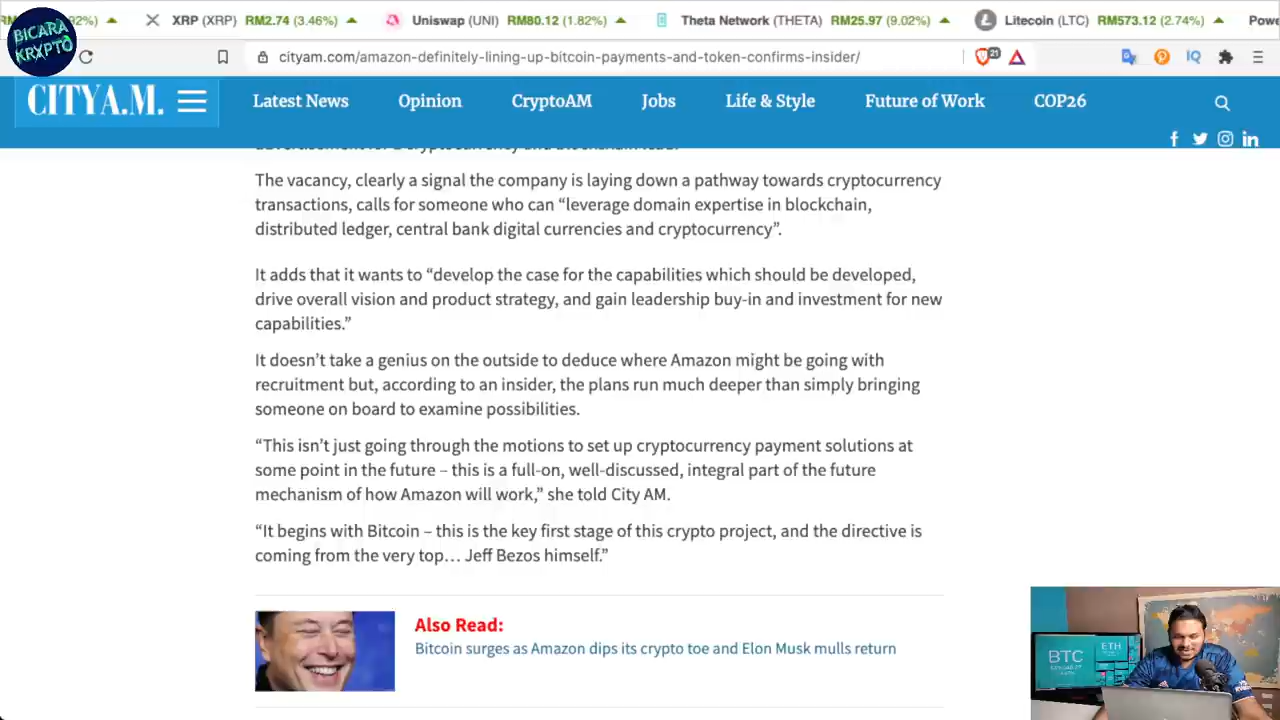 XRP (XRP) RM2.74 (3.46%) Uniswap (UNI) RM80.12 (1.82%) Theta Network (THETA) RM25.97 (9.02%) Litecoin (LTC) RM573.12 (2.74%)
BICARA KRYPTO
cityam.com/amazon-definitely-lining-up-bitcoin-payments-and-token-confirms-insider/
21
CITYA.M.
Latest News Opinion CryptoAM Jobs Life & Style Future of Work COP26
The vacancy, clearly a signal the company is laying down a pathway towards cryptocurrency
transactions, calls for someone who can “leverage domain expertise in blockchain,
distributed ledger, central bank digital currencies and cryptocurrency”.
It adds that it wants to “develop the case for the capabilities which should be developed,
drive overall vision and product strategy, and gain leadership buy-in and investment for new
capabilities.”
It doesn’t take a genius on the outside to deduce where Amazon might be going with
recruitment but, according to an insider, the plans run much deeper than simply bringing
someone on board to examine possibilities.
“This isn’t just going through the motions to set up cryptocurrency payment solutions at
some point in the future – this is a full-on, well-discussed, integral part of the future
mechanism of how Amazon will work,” she told City AM.
“It begins with Bitcoin – this is the key first stage of this crypto project, and the directive is
coming from the very top… Jeff Bezos himself.”
Also Read:
Bitcoin surges as Amazon dips its crypto toe and Elon Musk mulls return
BTC
ETH